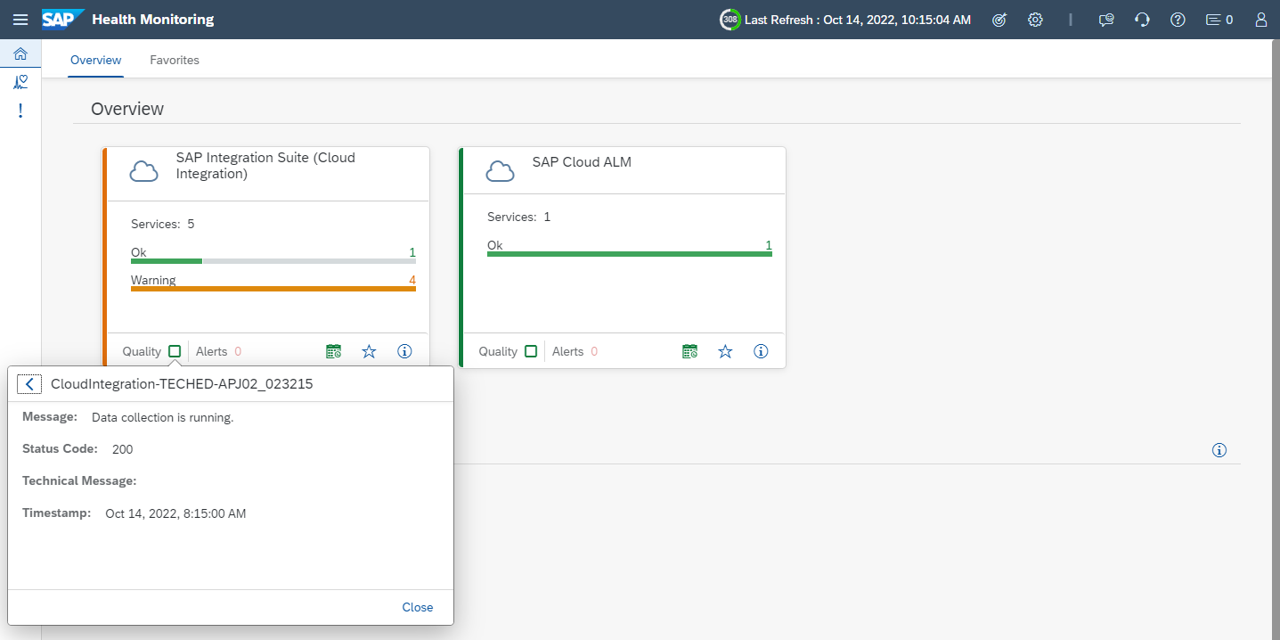 SAP Health Monitoring
308 Last Refresh : Oct 14, 2022, 10:15:04 AM
0
Overview Favorites
Overview
SAP Integration Suite (Cloud
Integration)
Services: 5
Ok 1
Warning 4
Quality Alerts 0
SAP Cloud ALM
Services: 1
Ok 1
Quality Alerts 0
CloudIntegration-TECHED-APJ02_023215
Message: Data collection is running.
Status Code: 200
Technical Message:
Timestamp: Oct 14, 2022, 8:15:00 AM
Close